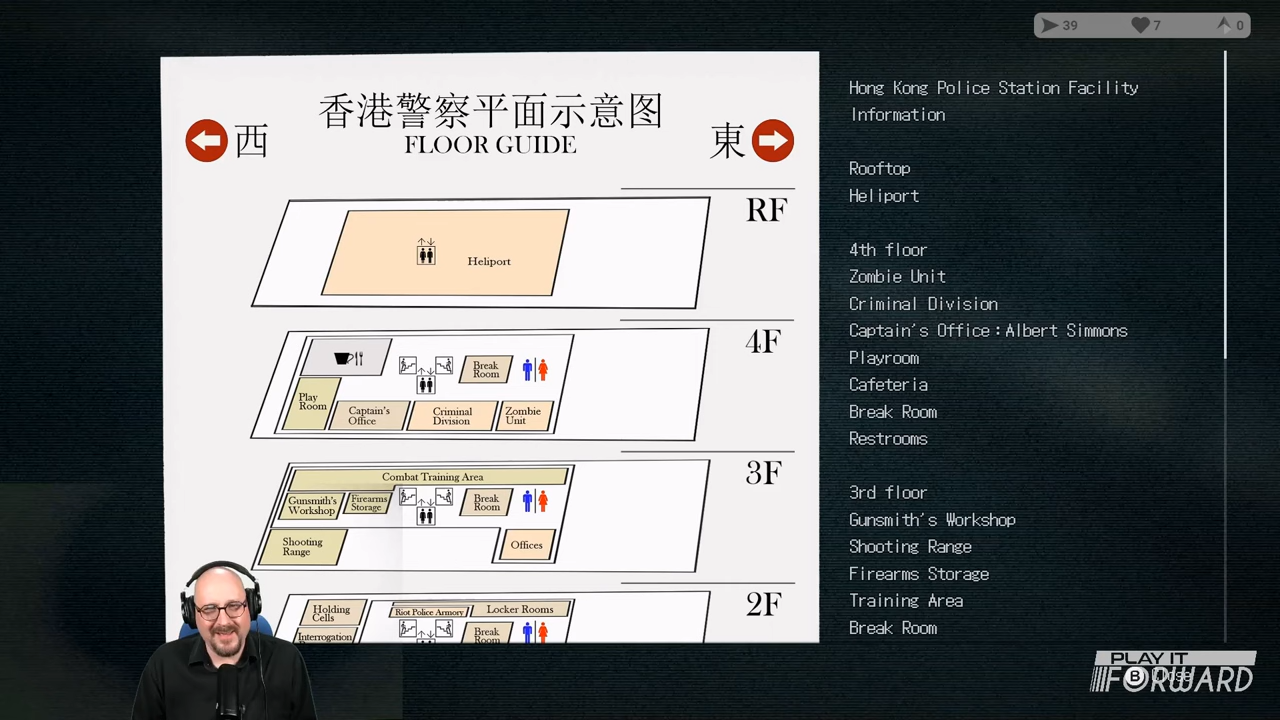 39
7
0
香港警察平面示意图
西
東
FLOOR GUIDE
RF
Heliport
4F
Break
Room
Play
Room
Captain's
Office
Criminal
Division
Zombie
Unit
3F
Combat Training Area
Gunsmith's
Workshop
Firearms
Storage
Break
Room
Shooting
Range
Offices
2F
Holding
Cells
Riot Police Armory
Locker Rooms
Interrogation
Break
Room
Hong Kong Police Station Facility
Information
Rooftop
Heliport
4th floor
Zombie Unit
Criminal Division
Captain's Office：Albert Simmons
Playroom
Cafeteria
Break Room
Restrooms
3rd floor
Gunsmith's Workshop
Shooting Range
Firearms Storage
Training Area
Break Room
PLAY IT
FORWARD
B Close